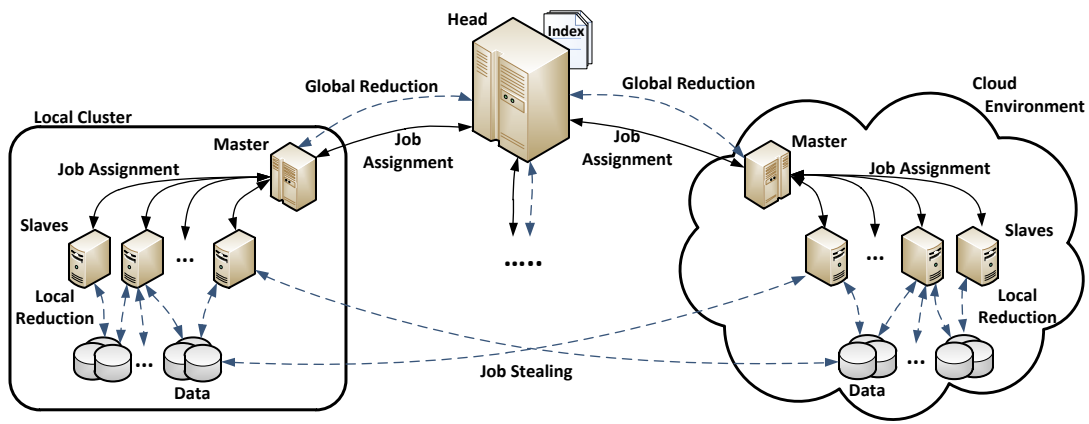 Head
Index
Global Reduction
Global Reduction
Cloud
Environment
Local Cluster
Master
Job
Assignment
Job
Assignment
Master
Job Assignment
Job Assignment
Slaves
...
.....
...
Slaves
Local
Reduction
Local
Reduction
...
...
Job Stealing
Data
Data